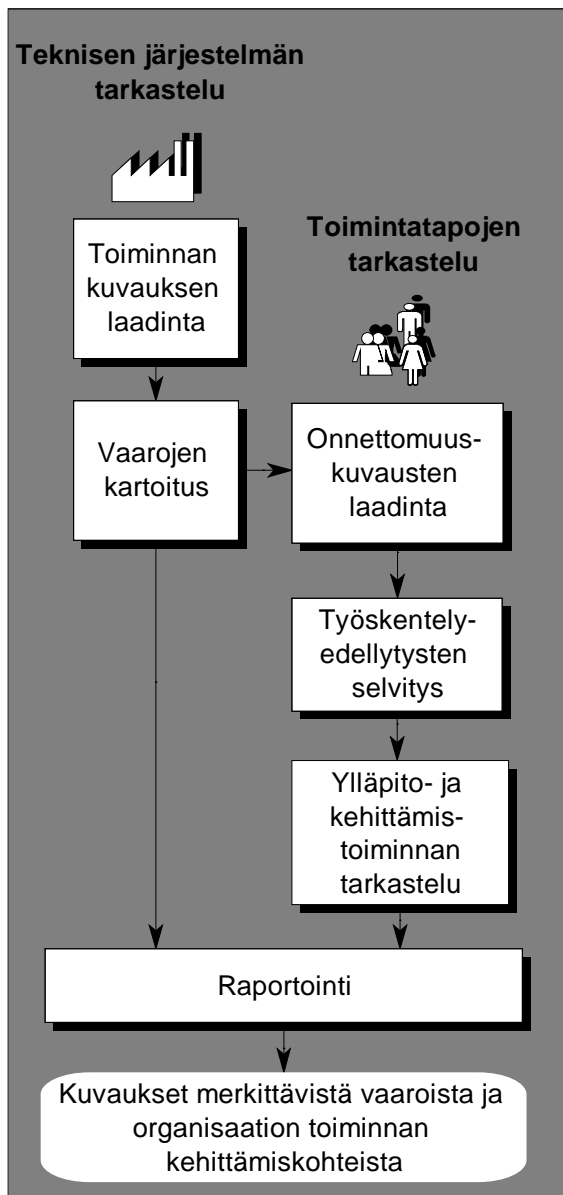 Teknisen järjestelmän
tarkastelu
Toiminnan
kuvauksen
laadinta
Vaarojen
kartoitus
Toimintatapojen
tarkastelu
Onnettomuus-
kuvausten
laadinta
Työskentely-
edellytysten
selvitys
Ylläpito- ja
kehittämis-
toiminnan
tarkastelu
Raportointi
Kuvaukset merkittävistä vaaroista ja
organisaation toiminnan
kehittämiskohteista